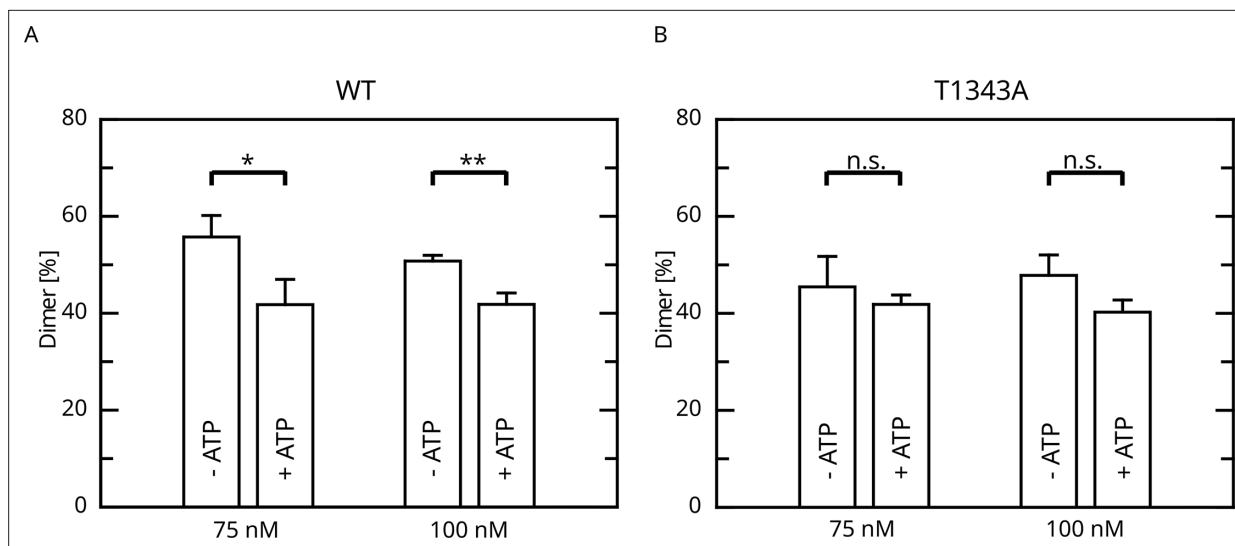 A
WT
80
60
40
20
0
Dimer [%]
*
**
- ATP
+ ATP
- ATP
+ ATP
75 nM
100 nM
B
T1343A
80
60
40
20
0
Dimer [%]
n.s.
n.s.
- ATP
+ ATP
- ATP
+ ATP
75 nM
100 nM